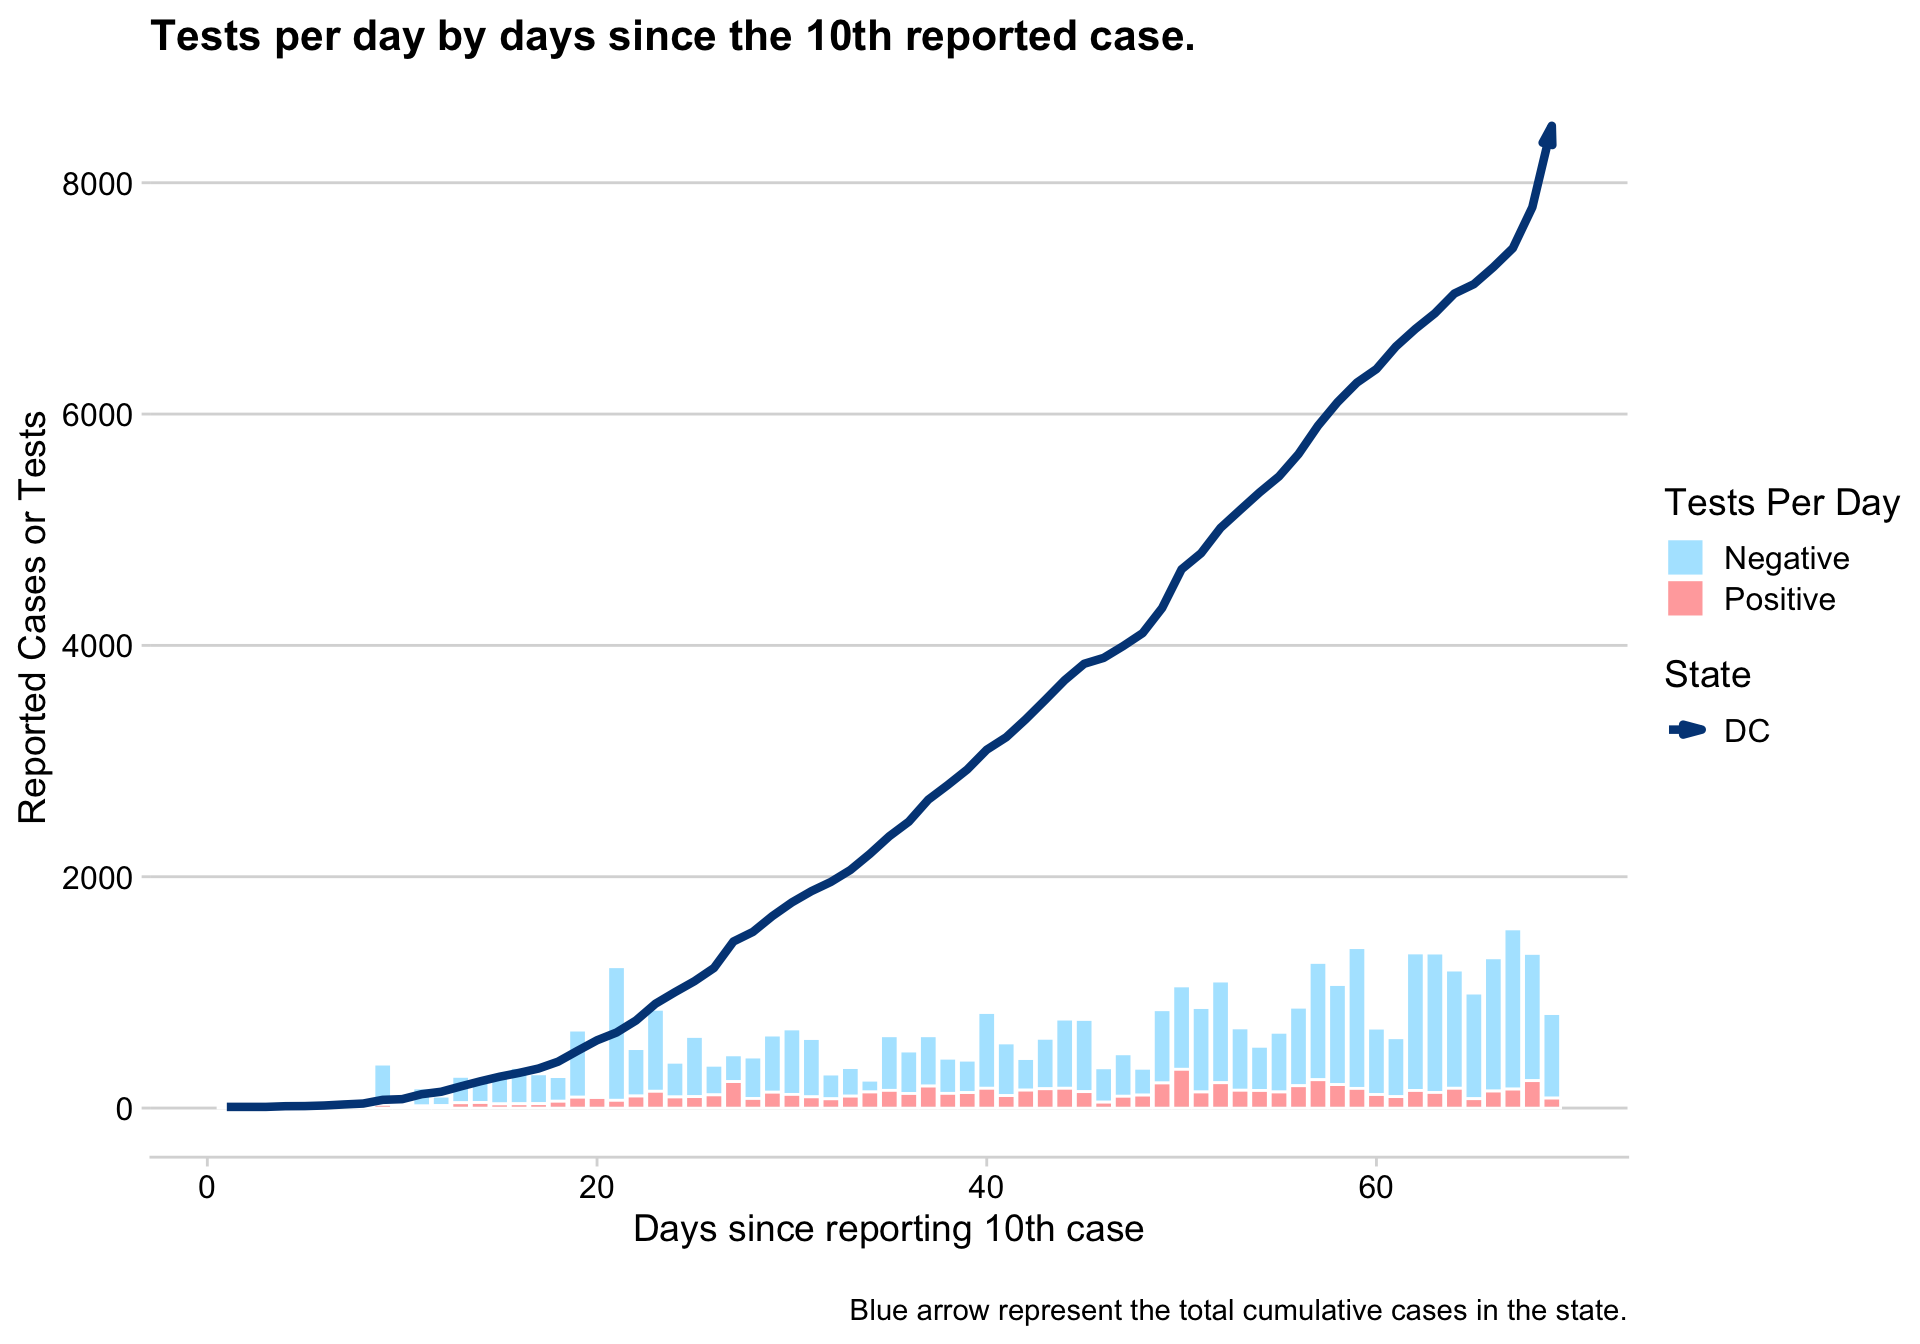 Tests per day by days since the 10th reported case.
Reported Cases or Tests
8000
6000
4000
2000
0
0 20 40 60
Days since reporting 10th case
Tests Per Day
Negative
Positive
State
DC
Blue arrow represent the total cumulative cases in the state.